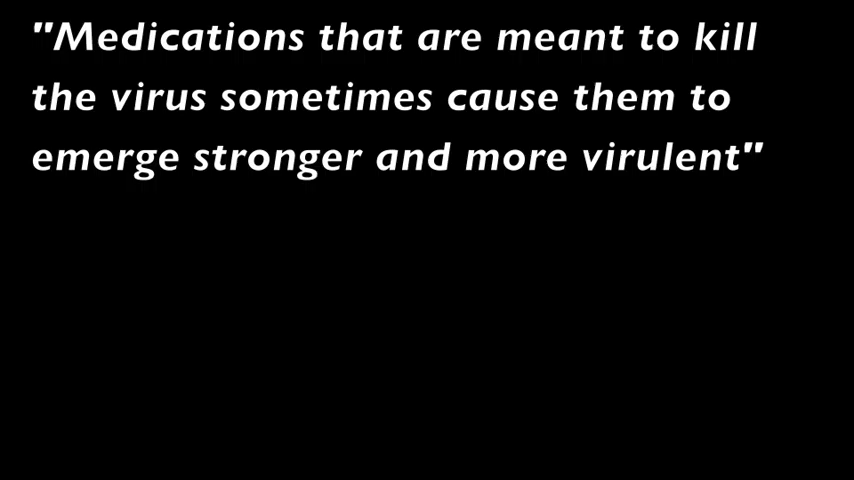 "Medications that are meant to kill
the virus sometimes cause them to
emerge stronger and more virulent"